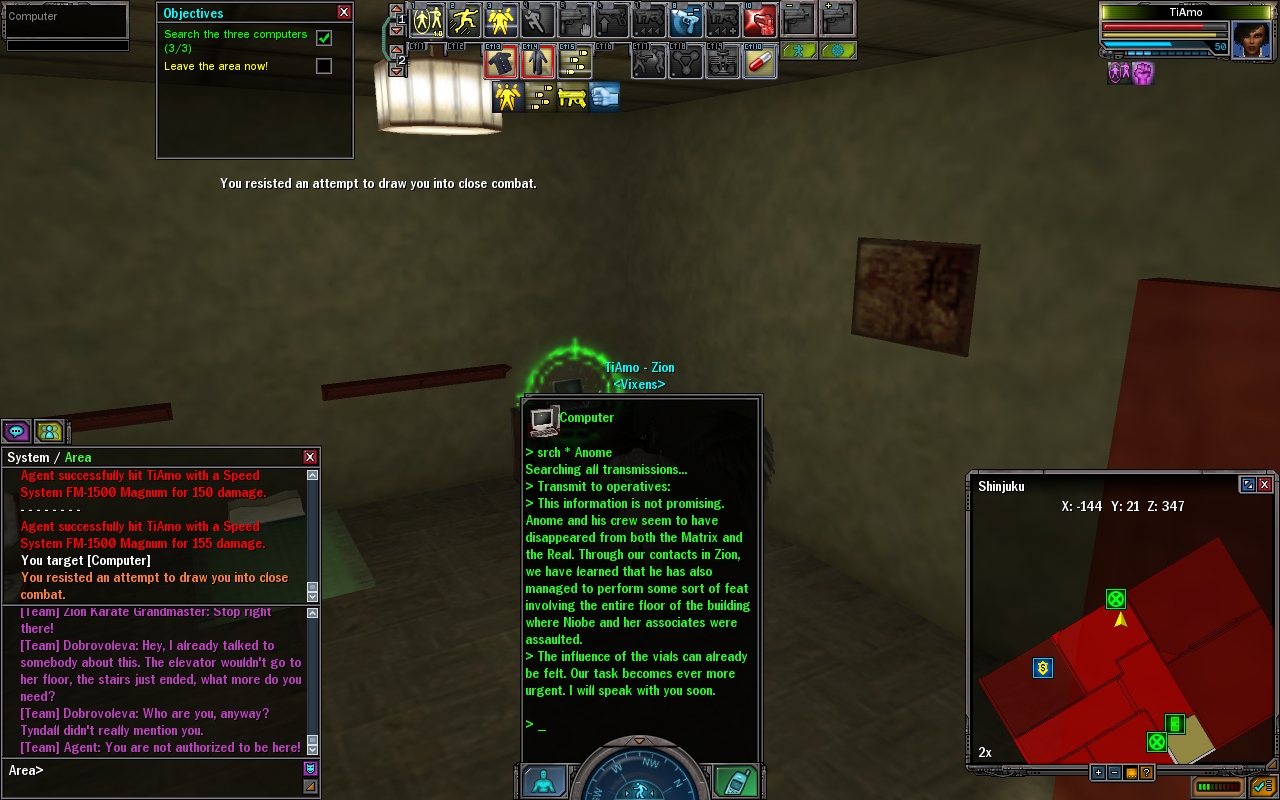 Computer
Objectives
Search the three computers
(3/3)
Leave the area now!
1
2
TiAmo
50
You resisted an attempt to draw you into close combat.
TiAmo - Zion
<Vixens>
Computer
> srch * Anome
Searching all transmissions...
> Transmit to operatives:
> This information is not promising.
Anome and his crew seem to have
disappeared from both the Matrix and
the Real. Through our contacts in Zion,
we have learned that he has also
managed to perform some sort of feat
involving the entire floor of the building
where Niobe and her associates were
assaulted.
> The influence of the vials can already
be felt. Our task becomes ever more
urgent. I will speak with you soon.
> _
System / Area
Agent successfully hit TiAmo with a Speed
System FM-1500 Magnum for 150 damage.
- - - - - - - -
Agent successfully hit TiAmo with a Speed
System FM-1500 Magnum for 155 damage.
You target [Computer]
You resisted an attempt to draw you into close
combat.
[Team] Zion Karate Grandmaster: Stop right
there!
[Team] Dobrovoleva: Hey, I already talked to
somebody about this. The elevator wouldn't go to
her floor, the stairs just ended, what more do you
need?
[Team] Dobrovoleva: Who are you, anyway?
Tyndall didn't really mention you.
[Team] Agent: You are not authorized to be here!
Area>
Shinjuku
X: -144 Y: 21 Z: 347
2x
W
NW
N